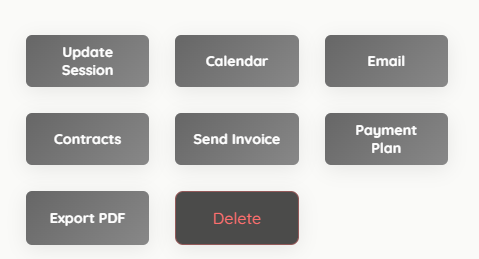 Update
Session
Calendar
Email
Contracts
Send Invoice
Payment
Plan
Export PDF
Delete